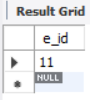 Result Grid
e_id
11
NULL